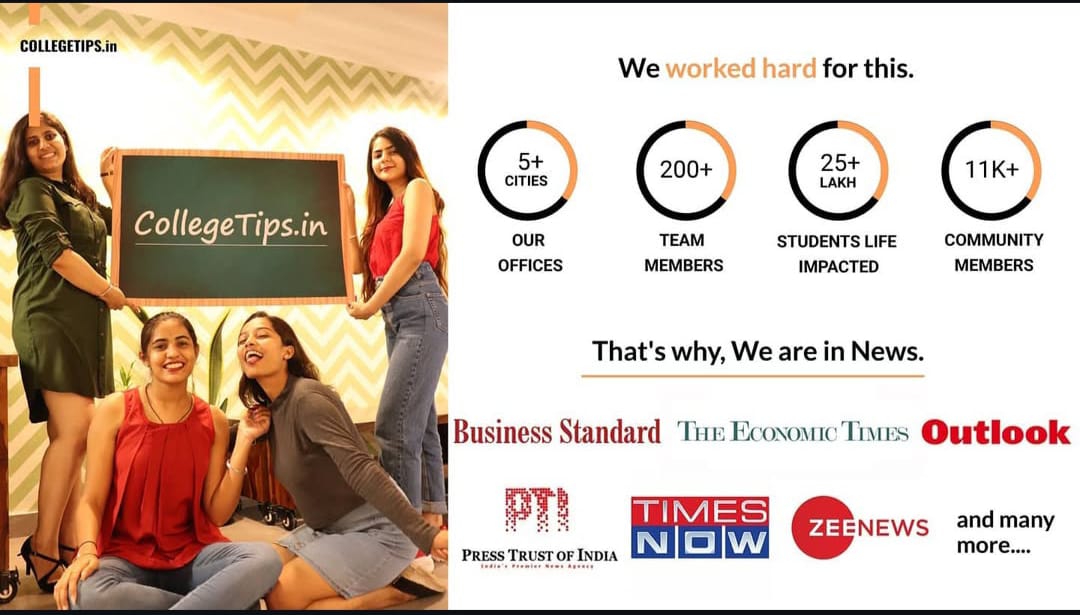 COLLEGETIPS.in
CollegeTips.in
We worked hard for this.
5+
CITIES
OUR
OFFICES
200+
TEAM
MEMBERS
25+
LAKH
STUDENTS LIFE
IMPACTED
11K+
COMMUNITY
MEMBERS
That's why, We are in News.
Business Standard
THE ECONOMIC TIMES
Outlook
PTI
PRESS TRUST OF INDIA
India's Premier News Agency
TIMES
NOW
ZEENEWS
and many
more....